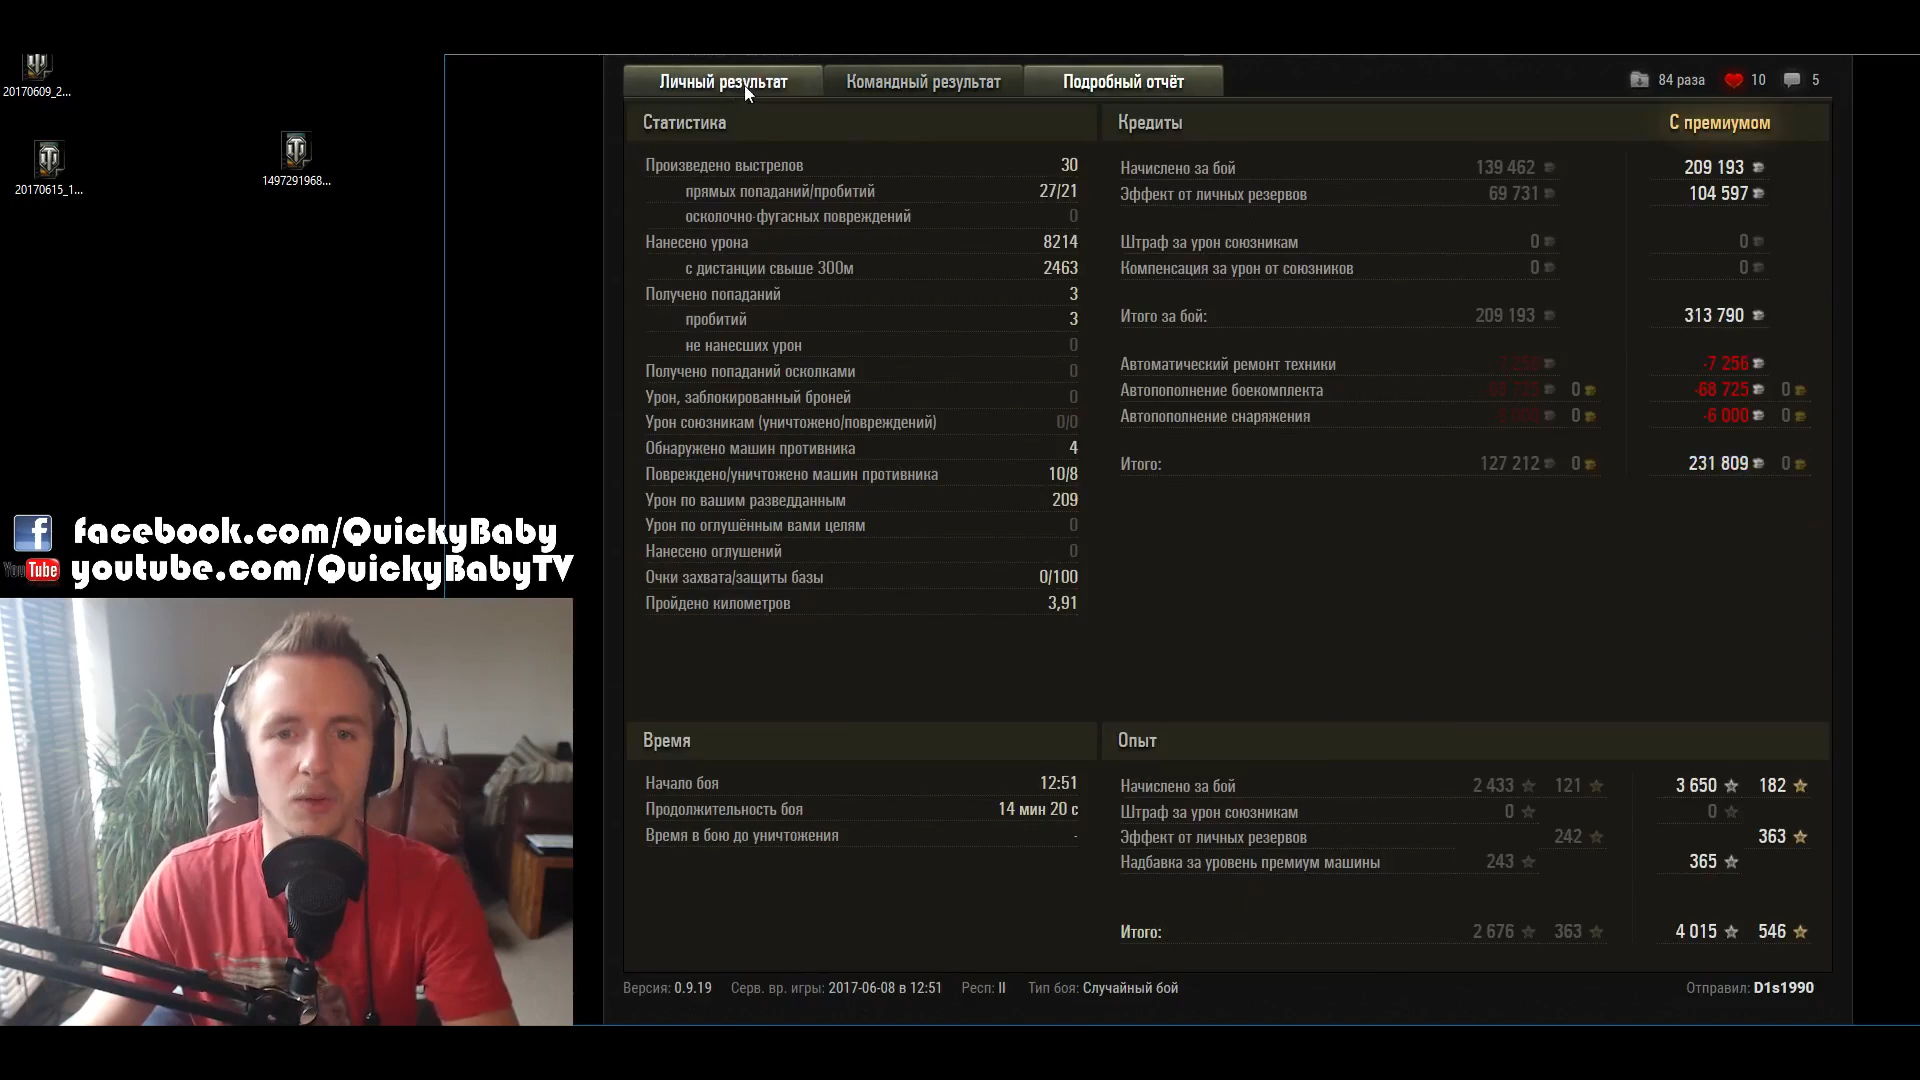 20170609_2...
20170615_1...
1497291968...
facebook.com/QuickyBaby
YouTube youtube.com/QuickyBabyTV
Личный результат Командный результат Подробный отчёт 84 раза 10 5
Статистика
Произведено выстрелов 30
прямых попаданий/пробитий 27/21
осколочно-фугасных повреждений 0
Нанесено урона 8214
с дистанции свыше 300м 2463
Получено попаданий 3
пробитий 3
не нанесших урон 0
Получено попаданий осколками 0
Урон, заблокированный броней 0
Урон союзникам (уничтожено/повреждений) 0/0
Обнаружено машин противника 4
Повреждено/уничтожено машин противника 10/8
Урон по вашим разведданным 209
Урон по оглушённым вами целям 0
Нанесено оглушений 0
Очки захвата/защиты базы 0/100
Пройдено километров 3,91
Кредиты С премиумом
Начислено за бой 139 462 209 193
Эффект от личных резервов 69 731 104 597
Штраф за урон союзникам 0 0
Компенсация за урон от союзников 0 0
Итого за бой: 209 193 313 790
Автоматический ремонт техники -7 256 -7 256
Автопополнение боекомплекта -68 725 0 -68 725 0
Автопополнение снаряжения -6 000 0 -6 000 0
Итого: 127 212 0 231 809 0
Время
Начало боя 12:51
Продолжительность боя 14 мин 20 с
Время в бою до уничтожения -
Опыт
Начислено за бой 2 433 121 3 650 182
Штраф за урон союзникам 0 0
Эффект от личных резервов 242 363
Надбавка за уровень премиум машины 243 365
Итого: 2 676 363 4 015 546
Версия: 0.9.19 Серв. вр. игры: 2017-06-08 в 12:51 Респ: II Тип боя: Случайный бой Отправил: D1s1990